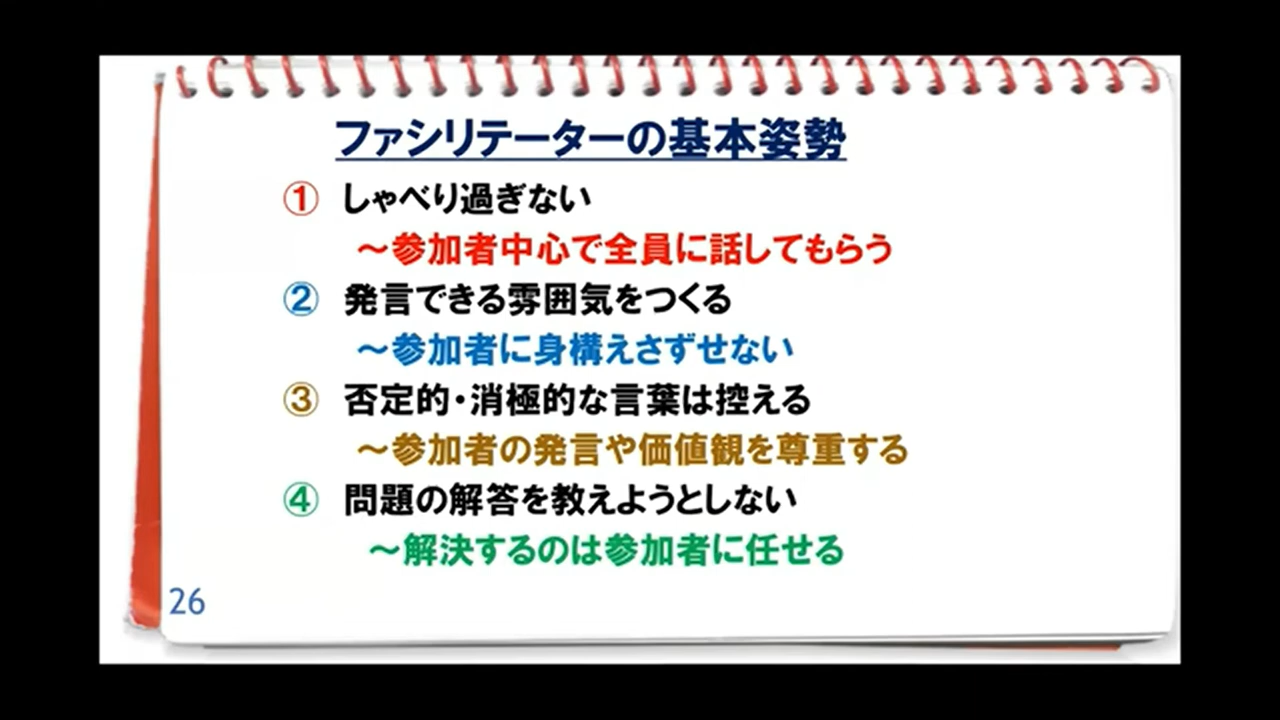 ファシリテーターの基本姿勢
① しゃべり過ぎない
～参加者中心で全員に話してもらう
② 発言できる雰囲気をつくる
～参加者に身構えさずせない
③ 否定的・消極的な言葉は控える
～参加者の発言や価値観を尊重する
④ 問題の解答を教えようとしない
～解決するのは参加者に任せる
26